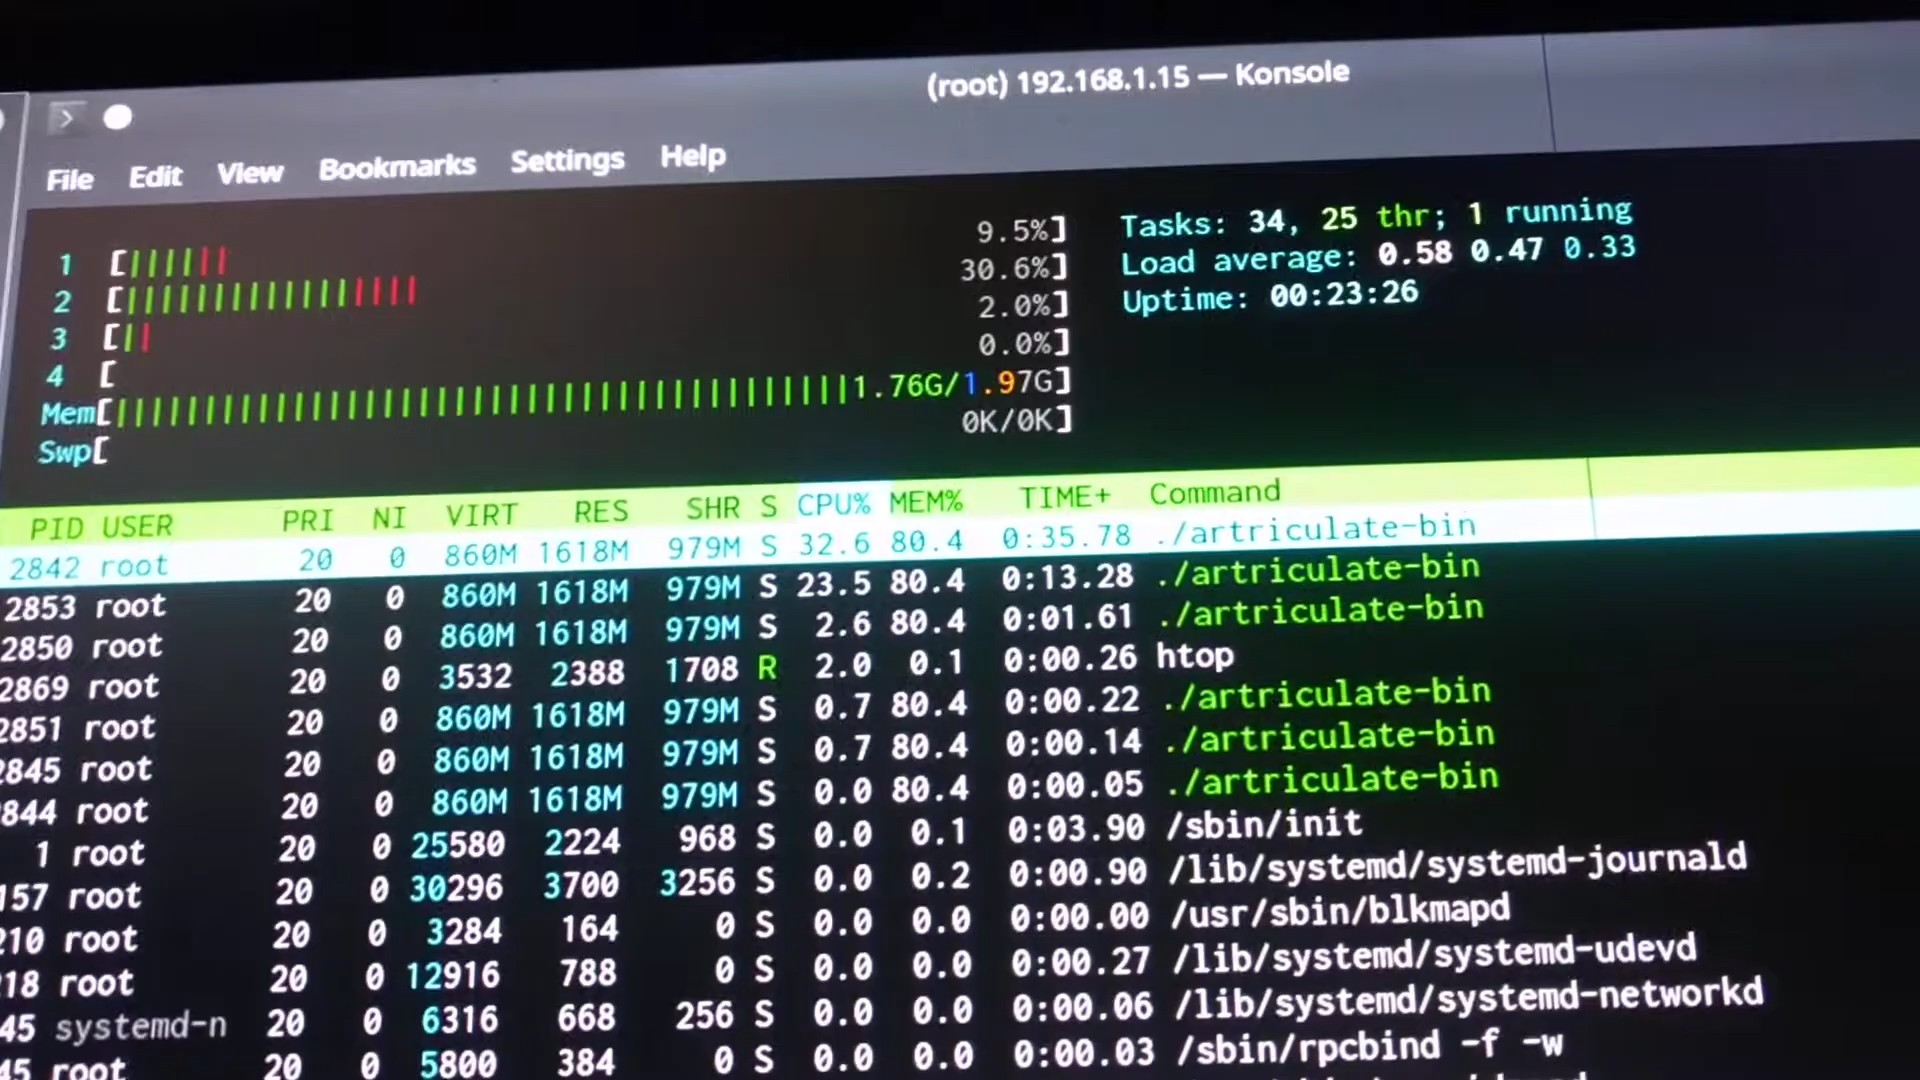 (root) 192.168.1.15 — Konsole
File Edit View Bookmarks Settings Help
1 [||||||| 9.5%]
2 [|||||||||||||||||| 30.6%]
3 [|| 2.0%]
4 [ 0.0%]
Mem[||||||||||||||||||||||||||||||||||||||||||||||||||1.76G/1.97G]
Swp[ 0K/0K]
Tasks: 34, 25 thr; 1 running
Load average: 0.58 0.47 0.33
Uptime: 00:23:26
PID USER PRI NI VIRT RES SHR S CPU% MEM% TIME+ Command
2842 root 20 0 860M 1618M 979M S 32.6 80.4 0:35.78 ./artriculate-bin
2853 root 20 0 860M 1618M 979M S 23.5 80.4 0:13.28 ./artriculate-bin
2850 root 20 0 860M 1618M 979M S 2.6 80.4 0:01.61 ./artriculate-bin
2869 root 20 0 3532 2388 1708 R 2.0 0.1 0:00.26 htop
2851 root 20 0 860M 1618M 979M S 0.7 80.4 0:00.22 ./artriculate-bin
2845 root 20 0 860M 1618M 979M S 0.7 80.4 0:00.14 ./artriculate-bin
844 root 20 0 860M 1618M 979M S 0.0 80.4 0:00.05 ./artriculate-bin
1 root 20 0 25580 2224 968 S 0.0 0.1 0:03.90 /sbin/init
157 root 20 0 30296 3700 3256 S 0.0 0.2 0:00.90 /lib/systemd/systemd-journald
210 root 20 0 3284 164 0 S 0.0 0.0 0:00.00 /usr/sbin/blkmapd
218 root 20 0 12916 788 0 S 0.0 0.0 0:00.27 /lib/systemd/systemd-udevd
45 systemd-n 20 0 6316 668 256 S 0.0 0.0 0:00.06 /lib/systemd/systemd-networkd
45 root 20 0 5800 384 0 S 0.0 0.0 0:00.03 /sbin/rpcbind -f -w